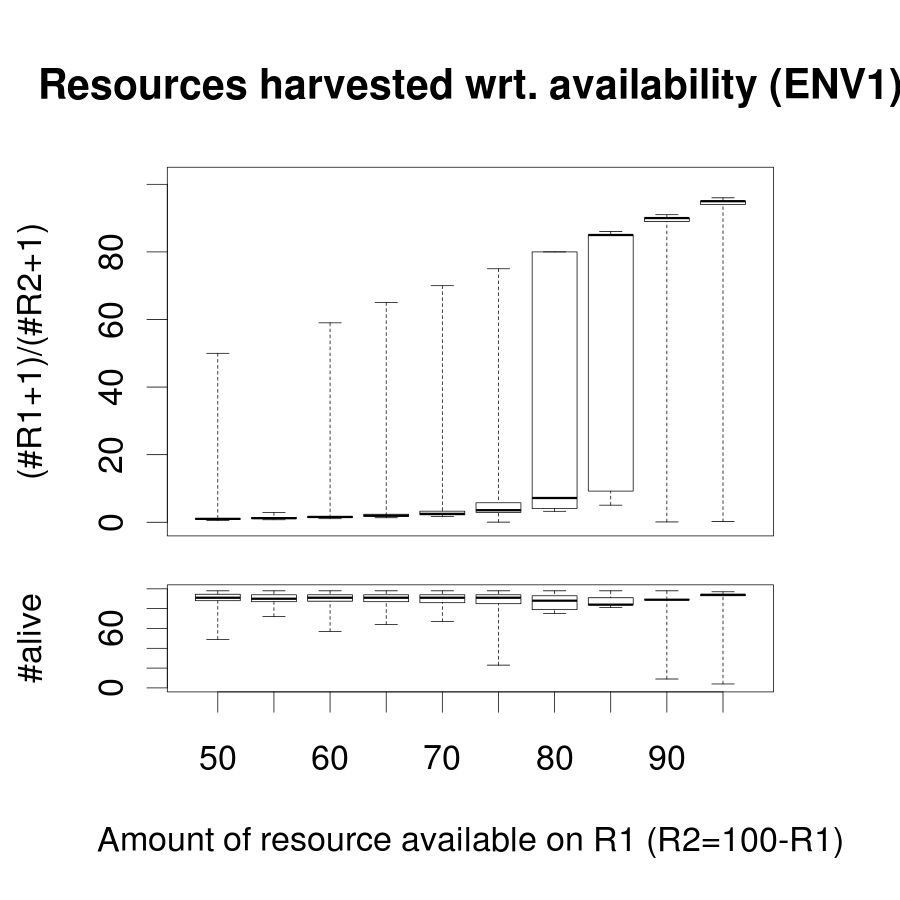 Resources harvested wrt. availability (ENV1)
(#R1+1)/(#R2+1)
80
60
40
20
0
#alive
60
0
50 60 70 80 90
Amount of resource available on R1 (R2=100-R1)